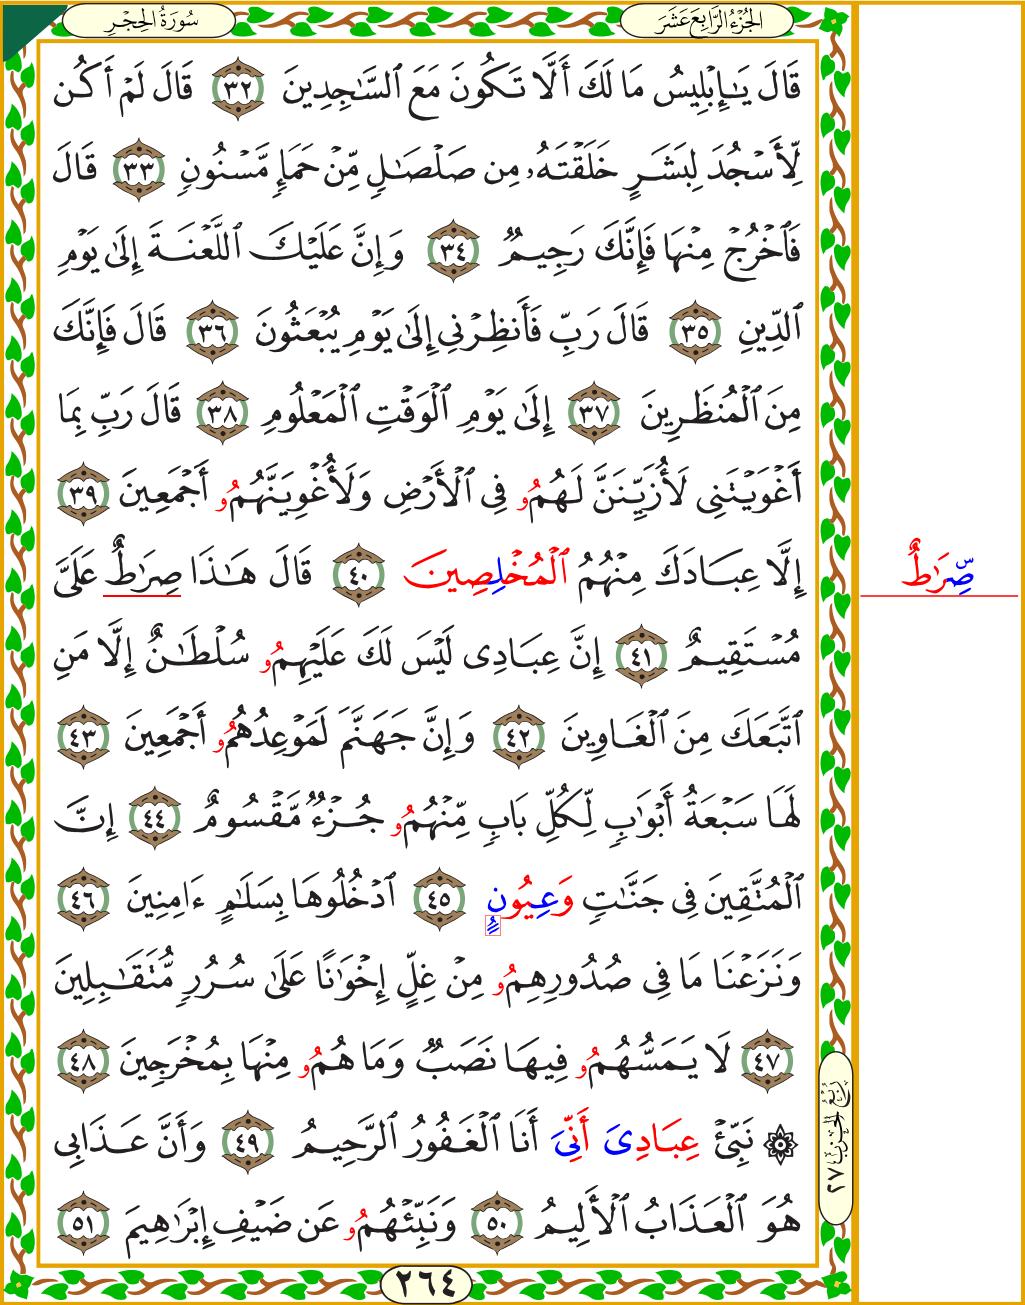 الجُزْءُ الرَّابِعَ عَشَرَ
سُورَةُ الحِجْرِ
قَالَ يَـٰٓإِبْلِيسُ مَا لَكَ أَلَّا تَكُونَ مَعَ ٱلسَّـٰجِدِينَ ٣٢ قَالَ لَمْ أَكُن
لِّأَسْجُدَ لِبَشَرٍ خَلَقْتَهُۥ مِن صَلْصَـٰلٍ مِّنْ حَمَإٍ مَّسْنُونٍ ٣٣ قَالَ
فَٱخْرُجْ مِنْهَا فَإِنَّكَ رَجِيمٌ ٣٤ وَإِنَّ عَلَيْكَ ٱللَّعْنَةَ إِلَىٰ يَوْمِ
ٱلدِّينِ ٣٥ قَالَ رَبِّ فَأَنظِرْنِى إِلَىٰ يَوْمِ يُبْعَثُونَ ٣٦ قَالَ فَإِنَّكَ
مِنَ ٱلْمُنظَرِينَ ٣٧ إِلَىٰ يَوْمِ ٱلْوَقْتِ ٱلْمَعْلُومِ ٣٨ قَالَ رَبِّ بِمَا
أَغْوَيْتَنِى لَأُزَيِّنَنَّ لَهُمُۥ فِى ٱلْأَرْضِ وَلَأُغْوِيَنَّهُمُۥ أَجْمَعِينَ ٣٩
إِلَّا عِبَادَكَ مِنْهُمُ ٱلْمُخْلِصِينَ ٤٠ قَالَ هَـٰذَا صِرَٰطٌ عَلَىَّ
صِّرَٰطٌ
مُسْتَقِيمٌ ٤١ إِنَّ عِبَادِى لَيْسَ لَكَ عَلَيْهِمُۥ سُلْطَـٰنٌ إِلَّا مَنِ
ٱتَّبَعَكَ مِنَ ٱلْغَاوِينَ ٤٢ وَإِنَّ جَهَنَّمَ لَمَوْعِدُهُمُۥ أَجْمَعِينَ ٤٣
لَهَا سَبْعَةُ أَبْوَٰبٍ لِّكُلِّ بَابٍ مِّنْهُمُۥ جُزْءٌ مَّقْسُومٌ ٤٤ إِنَّ
ٱلْمُتَّقِينَ فِى جَنَّـٰتٍ وَعِيُونٍ ٤٥ ٱدْخُلُوهَا بِسَلَـٰمٍ ءَامِنِينَ ٤٦
وَنَزَعْنَا مَا فِى صُدُورِهِمُۥ مِنْ غِلٍّ إِخْوَٰنًا عَلَىٰ سُرُرٍ مُّتَقَـٰبِلِينَ
٤٧ لَا يَمَسُّهُمُۥ فِيهَا نَصَبٌ وَمَا هُمُۥ مِنْهَا بِمُخْرَجِينَ ٤٨
۞ نَبِّئْ عِبَادِىَ أَنِّىَ أَنَا ٱلْغَفُورُ ٱلرَّحِيمُ ٤٩ وَأَنَّ عَذَابِى
رُبْعُ الحِزْبِ ٢٧
هُوَ ٱلْعَذَابُ ٱلْأَلِيمُ ٥٠ وَنَبِّئْهُمُۥ عَن ضَيْفِ إِبْرَٰهِيمَ ٥١
٢٦٤